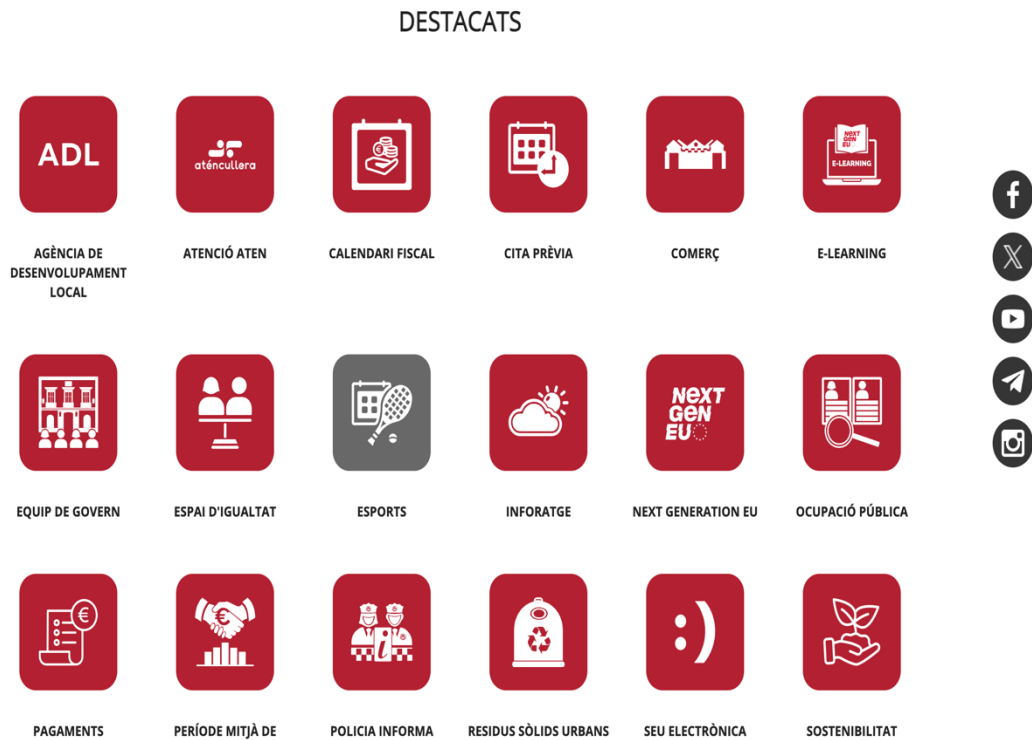 DESTACATS
ADL
aténcullera
NEXT
GEN
EU
E-LEARNING
AGÈNCIA DE
DESENVOLUPAMENT
LOCAL
ATENCIÓ ATEN
CALENDARI FISCAL
CITA PRÈVIA
COMERÇ
E-LEARNING
NEXT
GEN
EU
EQUIP DE GOVERN
ESPAI D'IGUALTAT
ESPORTS
INFORATGE
NEXT GENERATION EU
OCUPACIÓ PÚBLICA
€
€
i
:)
PAGAMENTS
PERÍODE MITJÀ DE
POLICIA INFORMA
RESIDUS SÒLIDS URBANS
SEU ELECTRÒNICA
SOSTENIBILITAT